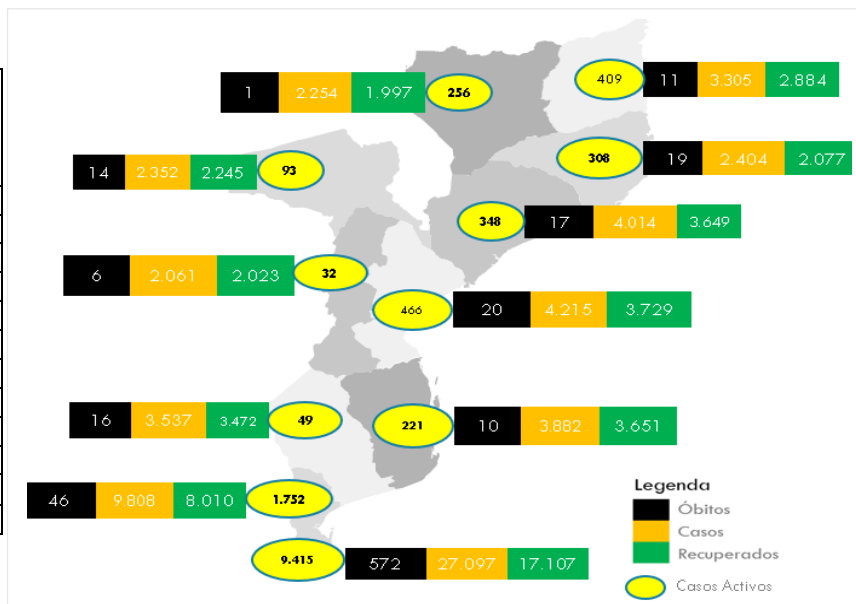 1 2.254 1.997 256
409 11 3.305 2.884
14 2.352 2.245 93
308 19 2.404 2.077
348 17 4.014 3.649
6 2.061 2.023 32
466 20 4.215 3.729
16 3.537 3.472 49
221 10 3.882 3.651
46 9.808 8.010 1.752
9.415 572 27.097 17.107
Legenda
Óbitos
Casos
Recuperados
Casos Activos